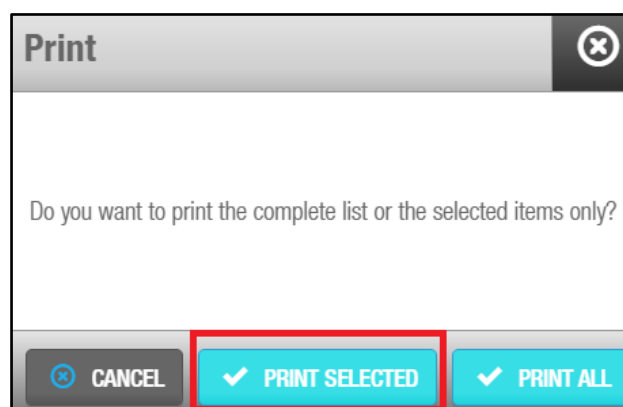 Print
Do you want to print the complete list or the selected items only?
CANCEL PRINT SELECTED PRINT ALL